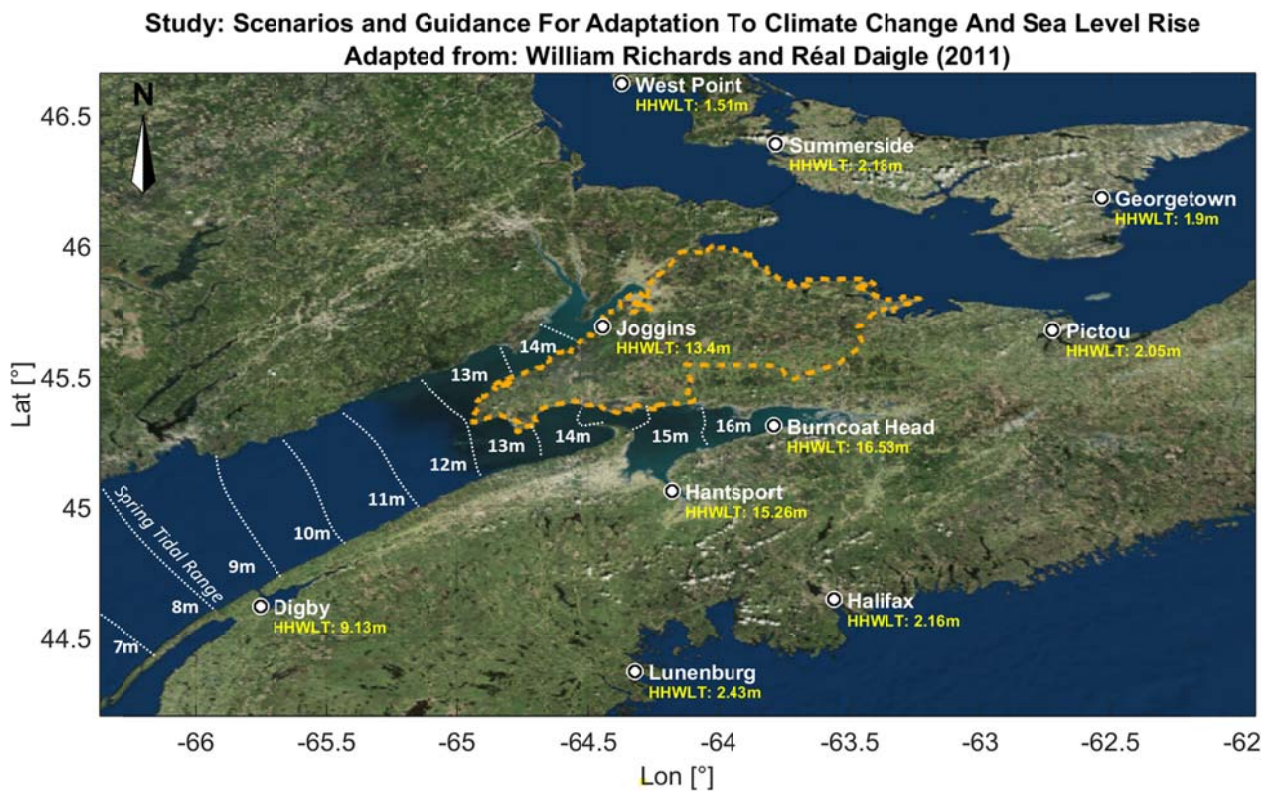 Study: Scenarios and Guidance For Adaptation To Climate Change And Sea Level Rise
Adapted from: William Richards and Réal Daigle (2011)
N
West Point
HHWLT: 1.51m
46.5
Summerside
HHWLT: 2.18m
Georgetown
HHWLT: 1.9m
46
Joggins
HHWLT: 13.4m
Pictou
HHWLT: 2.05m
14m
45.5
13m
Lat [°]
16m
Burncoat Head
HHWLT: 16.53m
15m
14m
13m
12m
Hantsport
HHWLT: 15.26m
11m
45
10m
Spring Tidal Range
9m
8m
Digby
HHWLT: 9.13m
Halifax
HHWLT: 2.16m
44.5
7m
Lunenburg
HHWLT: 2.43m
-66
-65.5
-65
-64.5
-64
-63.5
-63
-62.5
-62
Lon [°]